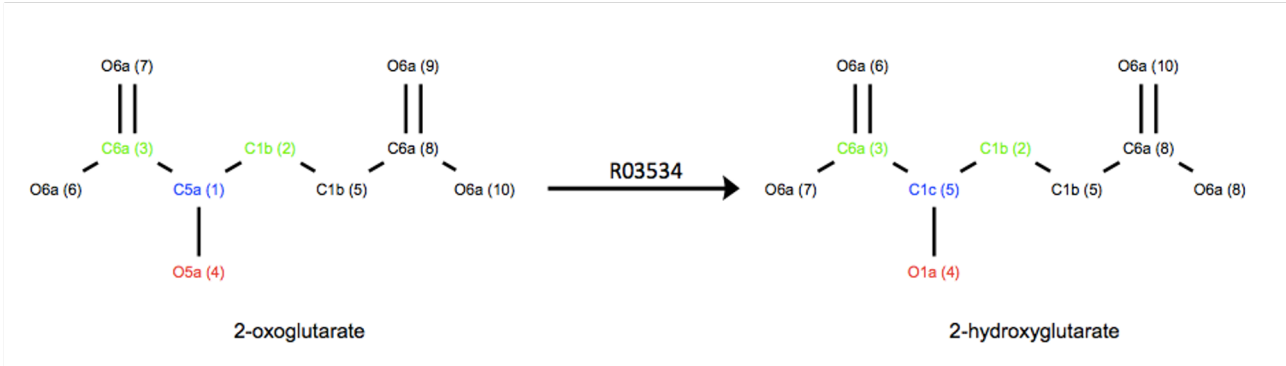 O6a (7) O6a (9) O6a (6) O6a (10)
C6a (3) C1b (2) C6a (8) R03534 C6a (3) C1b (2) C6a (8)
O6a (6) C5a (1) C1b (5) O6a (10) O6a (7) C1c (5) C1b (5) O6a (8)
O5a (4) O1a (4)
2-oxoglutarate 2-hydroxyglutarate